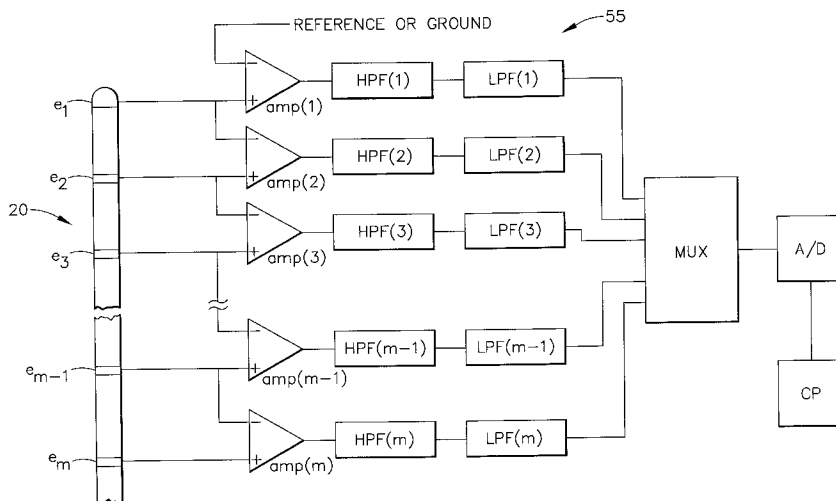 REFERENCE OR GROUND
55
e1
- + amp(1) HPF(1) LPF(1)
e2
- + amp(2) HPF(2) LPF(2)
20
e3
- + amp(3) HPF(3) LPF(3)
MUX
A/D
em-1
- + amp(m-1) HPF(m-1) LPF(m-1)
CP
em
- + amp(m) HPF(m) LPF(m)